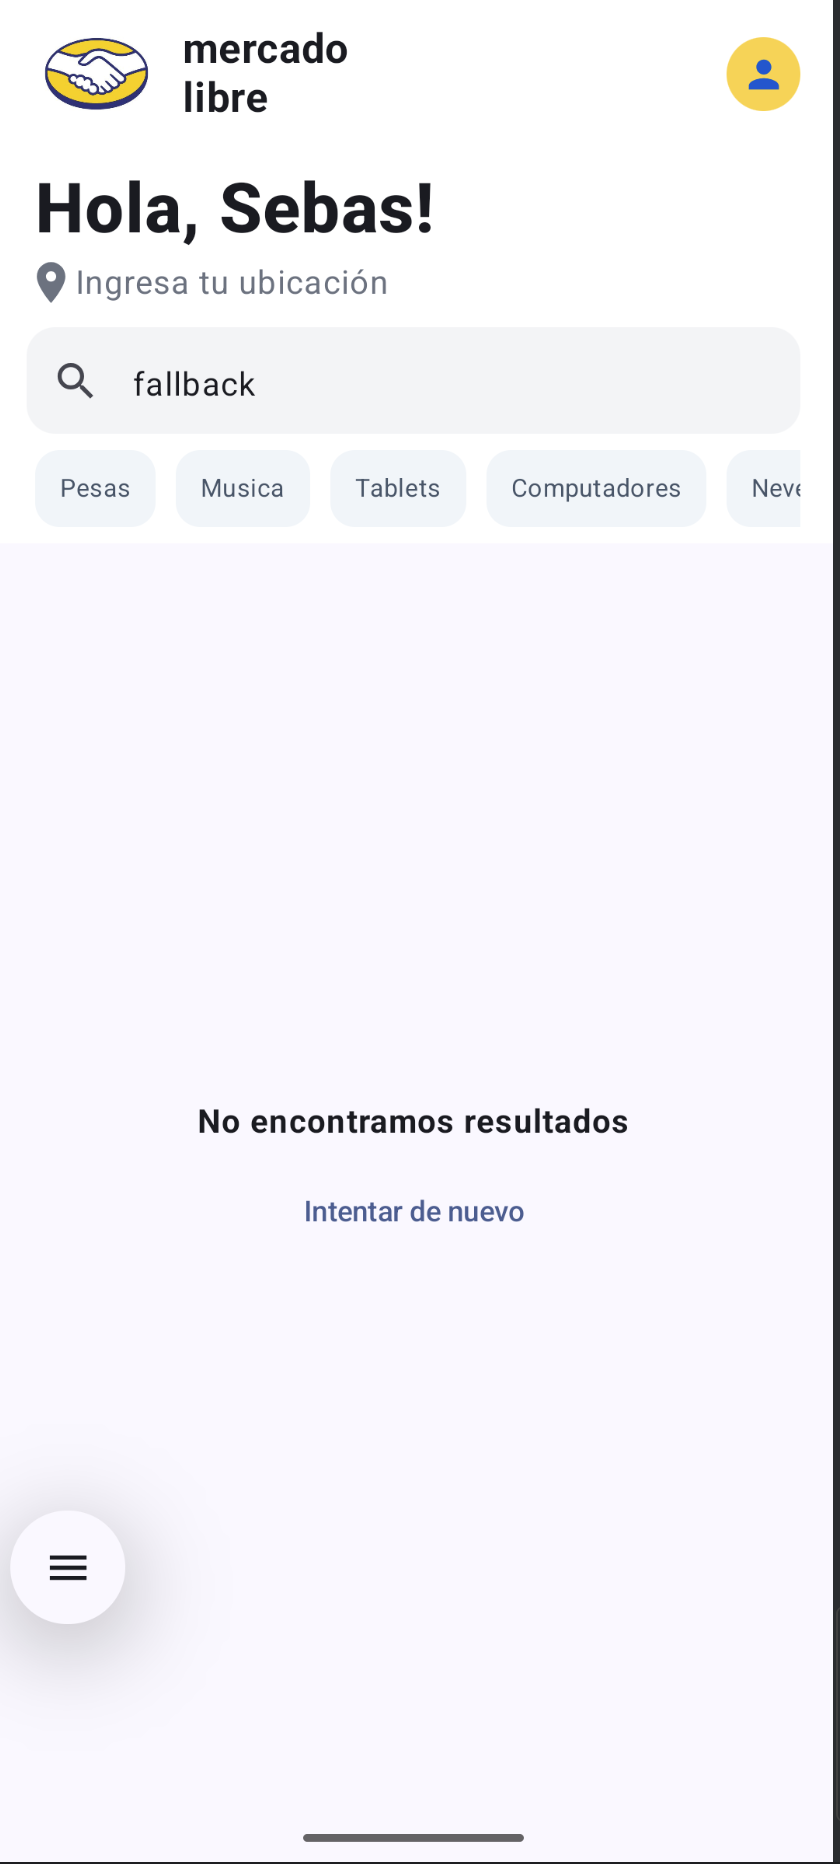 mercado
libre
Hola, Sebas!
Ingresa tu ubicación
fallback
Pesas Musica Tablets Computadores Neve
No encontramos resultados
Intentar de nuevo